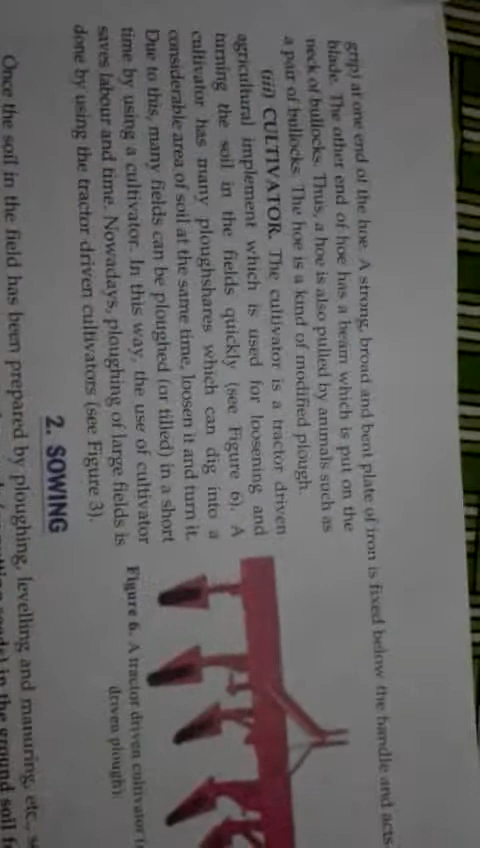 grip) at one end of the hoe. A strong, broad and bent plate of iron is fixed below the handle and acts
blade. The other end of hoe has a beam which is put on the
neck of bullocks. Thus, a hoe is also pulled by animals such as
a pair of bullocks. The hoe is a kind of modified plough.
(iii) CULTIVATOR. The cultivator is a tractor driven
agricultural implement which is used for loosening and
turning the soil in the fields quickly (see Figure 6). A
cultivator has many ploughshares which can dig into a
considerable area of soil at the same time, loosen it and turn it.
Due to this, many fields can be ploughed (or tilled) in a short
time by using a cultivator. In this way, the use of cultivator
saves labour and time. Nowadays, ploughing of large fields is
done by using the tractor driven cultivators (see Figure 3).
Figure 6. A tractor driven cultivator
driven plough).
2. SOWING
Once the soil in the field has been prepared by ploughing, levelling and manuring, etc.,
in the ground soil